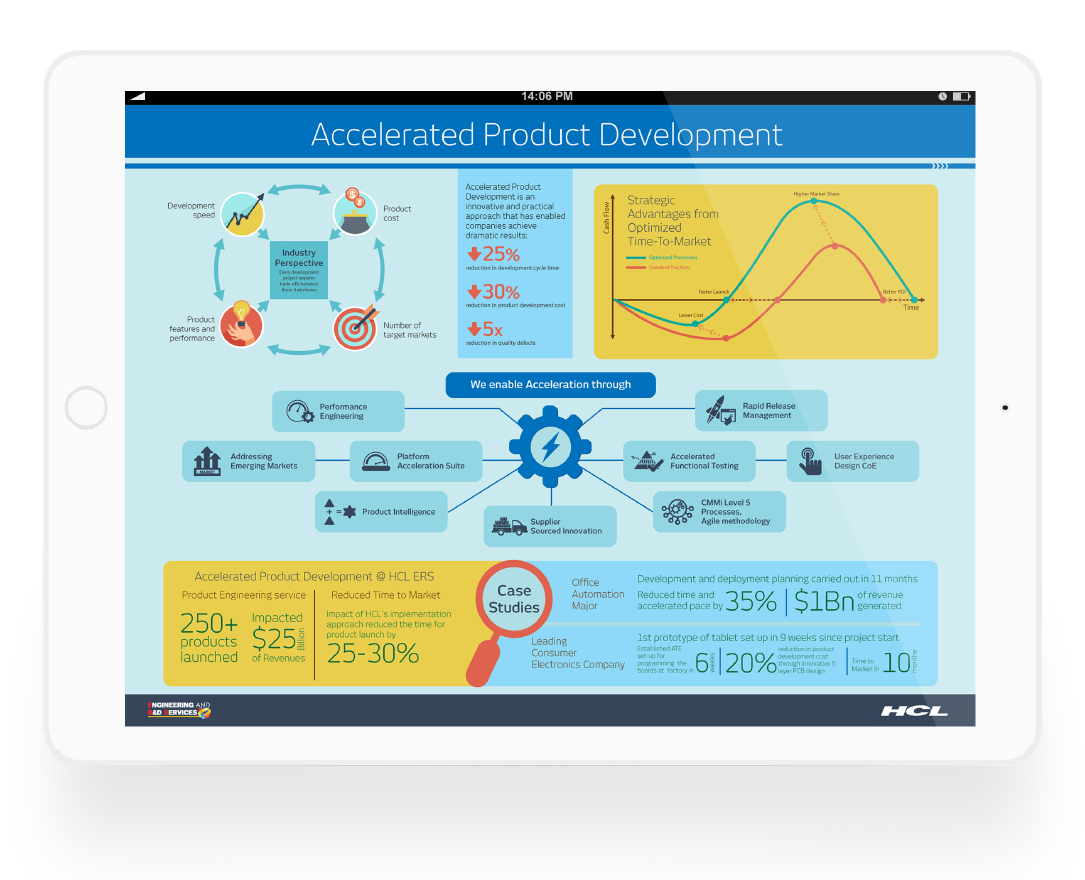 14:06 PM
Accelerated Product Development
Development
speed
Product
cost
Industry
Perspective
Every development
project requires
trade offs between
these 4 attributes
Product
features and
performance
Number of
target markets
Accelerated Product
Development is an
innovative and practical
approach that has enabled
companies achieve
dramatic results:
25%
reduction in development cycle time
30%
reduction in product development cost
5x
reduction in quality defects
Strategic
Advantages from
Optimized
Time-To-Market
Optimized Processes
Standard Practices
Cash Flow
Higher Market Share
Faster Launch
Lower Cost
Better ROI
Time
We enable Acceleration through
Performance
Engineering
Rapid Release
Management
MARKET
Addressing
Emerging Markets
Platform
Acceleration Suite
Accelerated
Functional Testing
User Experience
Design CoE
+ =
Product Intelligence
Supplier
Sourced Innovation
CMMi Level 5
Processes,
Agile methodology
Accelerated Product Development @ HCL ERS
Product Engineering service
250+
products
launched
Impacted
$25 Billion
of Revenues
Reduced Time to Market
Impact of HCL's implementation
approach reduced the time for
product launch by
25-30%
Case
Studies
Office
Automation
Major
Development and deployment planning carried out in 11 months
Reduced time and
accelerated pace by 35%
$1Bn of revenue
generated
Leading
Consumer
Electronics Company
1st prototype of tablet set up in 9 weeks since project start
Established ATE
set-up for
programming the
boards at factory in 6 weeks
20% reduction in product
development cost
through innovative 6
layer PCB design
Time to
Market in 10 months
ENGINEERING AND
R&D SERVICES
HCL